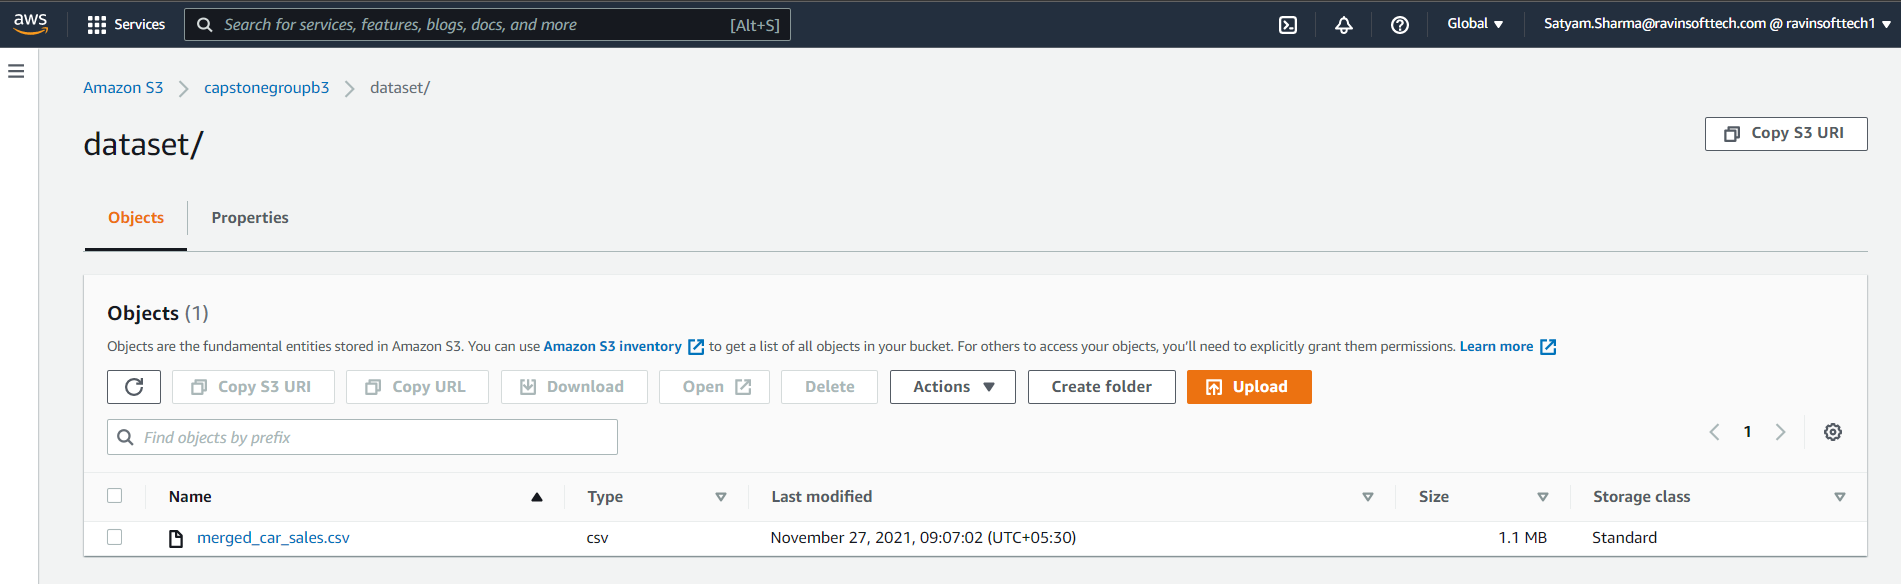 aws Services Search for services, features, blogs, docs, and more [Alt+S] Global Satyam.Sharma@ravinsofttech.com @ ravinsofttech1
Amazon S3 capstonegroupb3 dataset/
dataset/
Copy S3 URI
Objects Properties
Objects (1)
Objects are the fundamental entities stored in Amazon S3. You can use Amazon S3 inventory to get a list of all objects in your bucket. For others to access your objects, you'll need to explicitly grant them permissions. Learn more
Copy S3 URI Copy URL Download Open Delete Actions Create folder Upload
Find objects by prefix 1
Name Type Last modified Size Storage class
merged_car_sales.csv csv November 27, 2021, 09:07:02 (UTC+05:30) 1.1 MB Standard